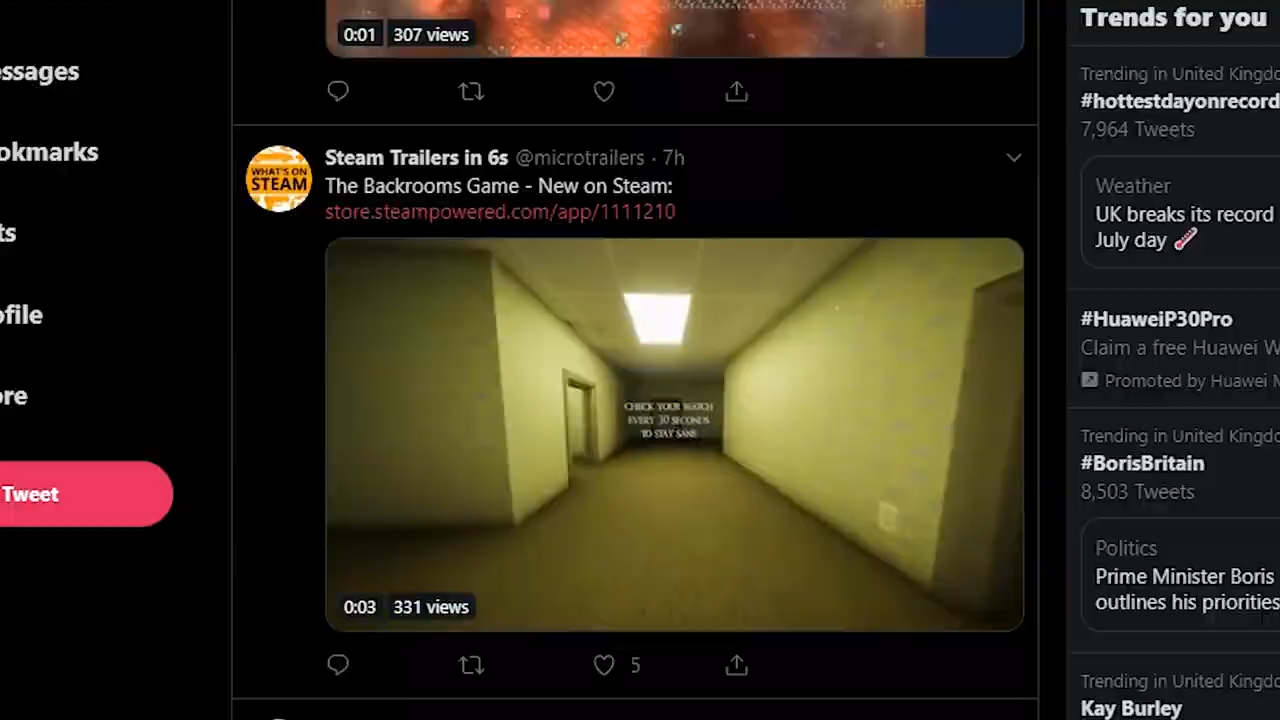 0:01 307 views
essages
okmarks
ts
ofile
ore
Tweet
WHAT'S ON
STEAM
Steam Trailers in 6s @microtrailers · 7h
The Backrooms Game - New on Steam:
store.steampowered.com/app/1111210
CHECK YOUR WATCH
EVERY 30 SECONDS
TO STAY SANE
0:03 331 views
5
Trends for you
Trending in United Kingdo
#hottestdayonrecord
7,964 Tweets
Weather
UK breaks its record
July day
#HuaweiP30Pro
Claim a free Huawei W
Promoted by Huawei M
Trending in United Kingdo
#BorisBritain
8,503 Tweets
Politics
Prime Minister Boris
outlines his priorities
Trending in United Kingdo
Kay Burley